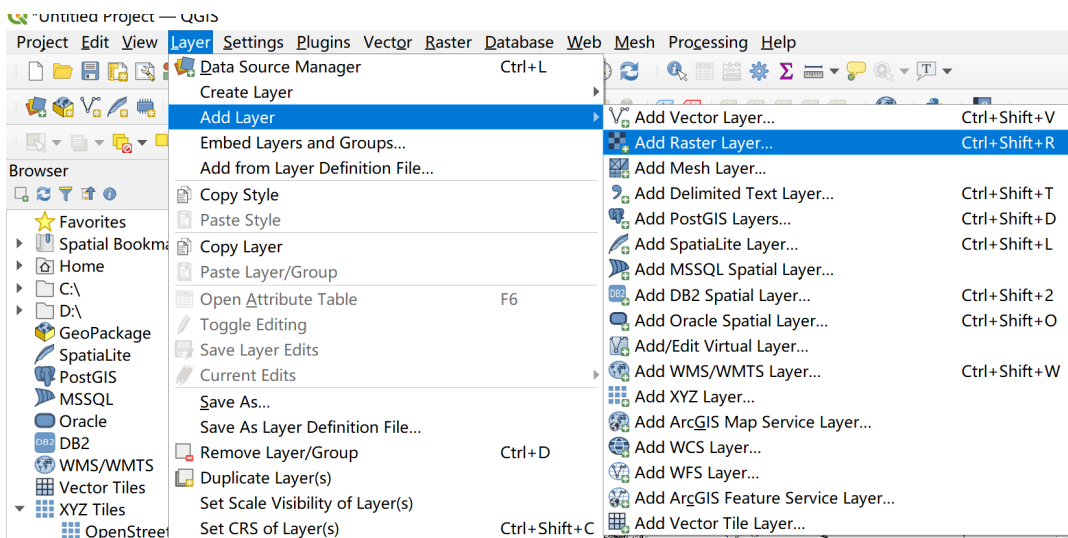 *Untitled Project — QGIS
Project Edit View Layer Settings Plugins Vector Raster Database Web Mesh Processing Help
Data Source Manager Ctrl+L
Create Layer
Add Layer
Embed Layers and Groups...
Add from Layer Definition File...
Copy Style
Paste Style
Copy Layer
Paste Layer/Group
Open Attribute Table F6
Toggle Editing
Save Layer Edits
Current Edits
Save As...
Save As Layer Definition File...
Remove Layer/Group Ctrl+D
Duplicate Layer(s)
Set Scale Visibility of Layer(s)
Set CRS of Layer(s) Ctrl+Shift+C
Add Vector Layer... Ctrl+Shift+V
Add Raster Layer... Ctrl+Shift+R
Add Mesh Layer...
Add Delimited Text Layer... Ctrl+Shift+T
Add PostGIS Layers... Ctrl+Shift+D
Add SpatiaLite Layer... Ctrl+Shift+L
Add MSSQL Spatial Layer...
DB2 Add DB2 Spatial Layer... Ctrl+Shift+2
Add Oracle Spatial Layer... Ctrl+Shift+O
Add/Edit Virtual Layer...
Add WMS/WMTS Layer... Ctrl+Shift+W
Add XYZ Layer...
Add ArcGIS Map Service Layer...
Add WCS Layer...
Add WFS Layer...
Add ArcGIS Feature Service Layer...
Add Vector Tile Layer...
Browser
Favorites
Spatial Bookma
Home
C:\
D:\
GeoPackage
SpatiaLite
PostGIS
MSSQL
Oracle
DB2 DB2
WMS/WMTS
Vector Tiles
XYZ Tiles
OpenStreet